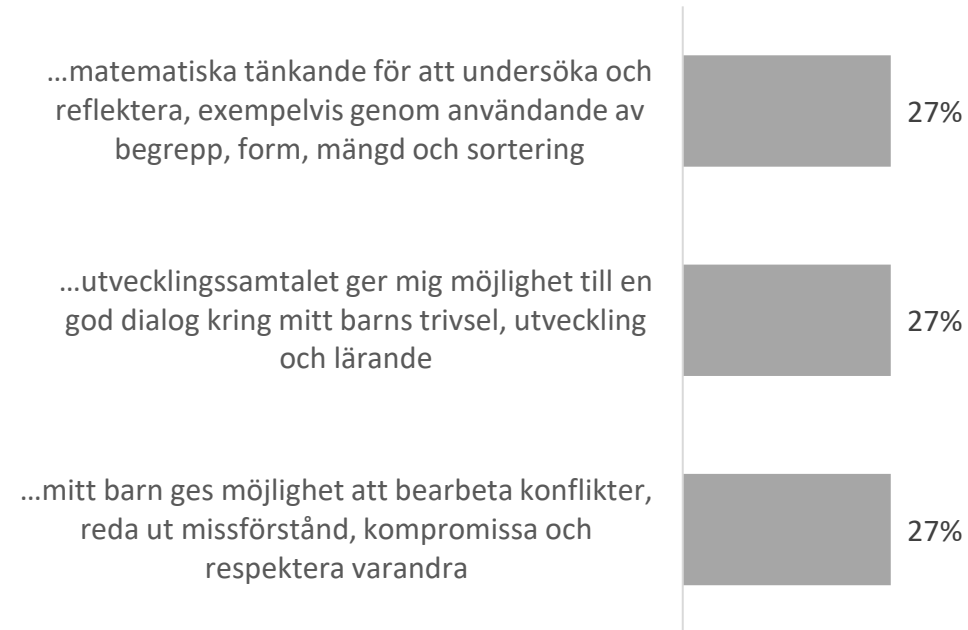 …matematiska tänkande för att undersöka och
reflektera, exempelvis genom användande av
begrepp, form, mängd och sortering
27%
…utvecklingssamtalet ger mig möjlighet till en
god dialog kring mitt barns trivsel, utveckling
och lärande
27%
…mitt barn ges möjlighet att bearbeta konflikter,
reda ut missförstånd, kompromissa och
respektera varandra
27%